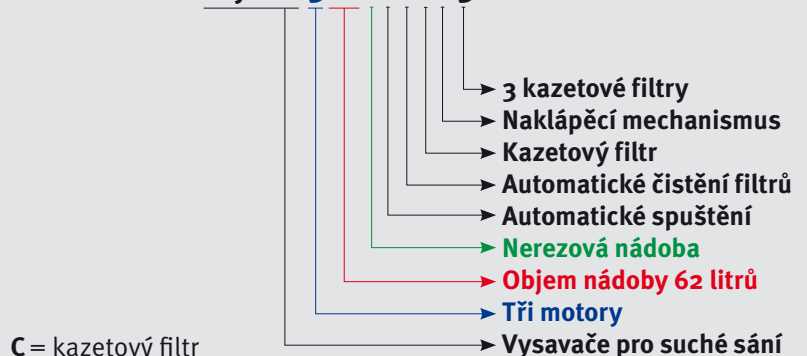 3 kazetové filtry
Naklápěcí mechanismus
Kazetový filtr
Automatické čistění filtrů
Automatické spuštění
Nerezová nádoba
Objem nádoby 62 litrů
Tři motory
C = kazetový filtr
Vysavače pro suché sání